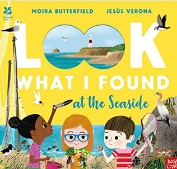 MOIRA BUTTERFIELD JESÚS VERONA
LOOK
WHAT I FOUND
at the Seaside